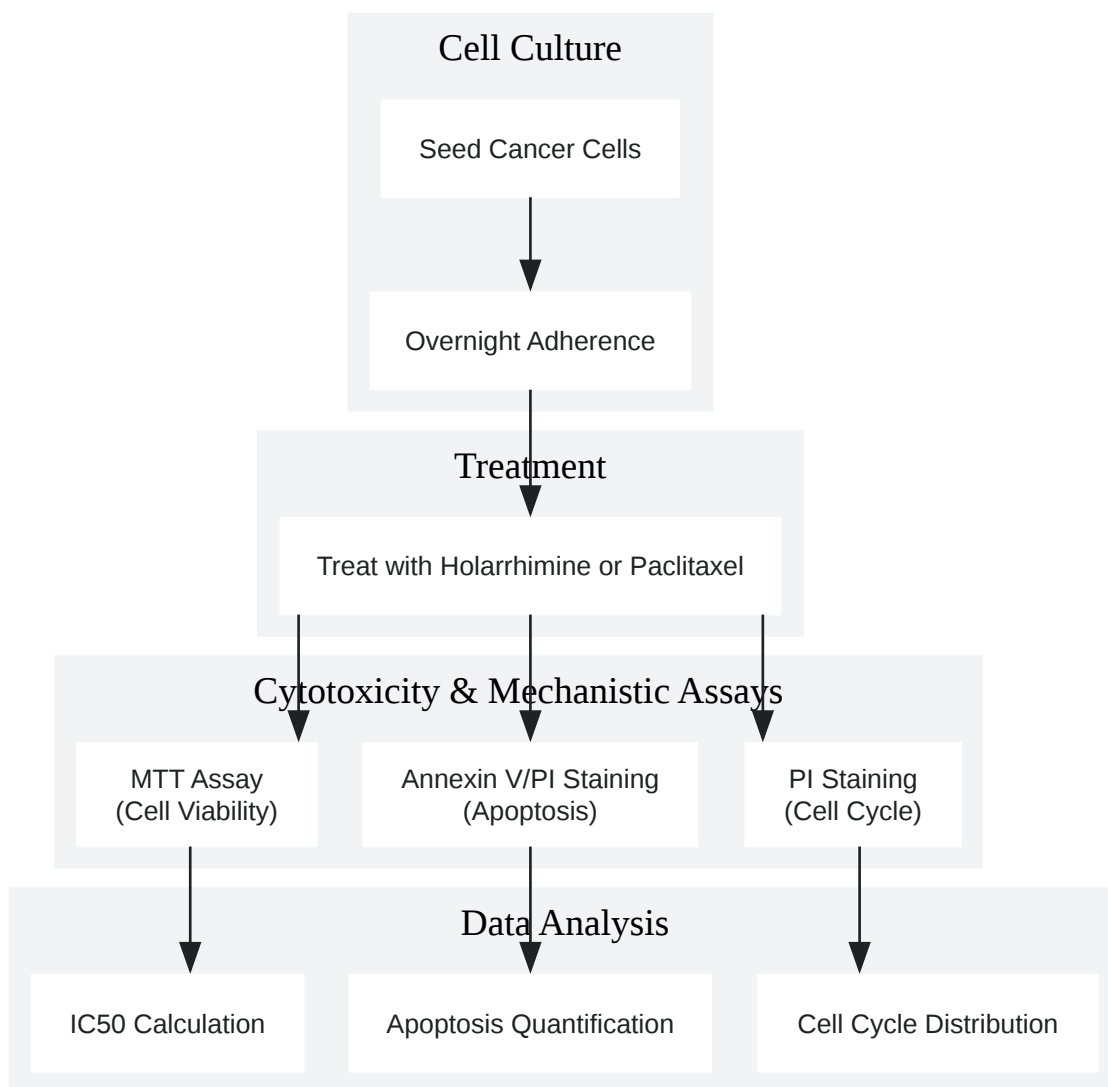 Cell Culture
Seed Cancer Cells
Overnight Adherence
Treatment
Treat with Holarrhimine or Paclitaxel
Cytotoxicity & Mechanistic Assays
MTT Assay
(Cell Viability)
Annexin V/PI Staining
(Apoptosis)
PI Staining
(Cell Cycle)
Data Analysis
IC50 Calculation
Apoptosis Quantification
Cell Cycle Distribution